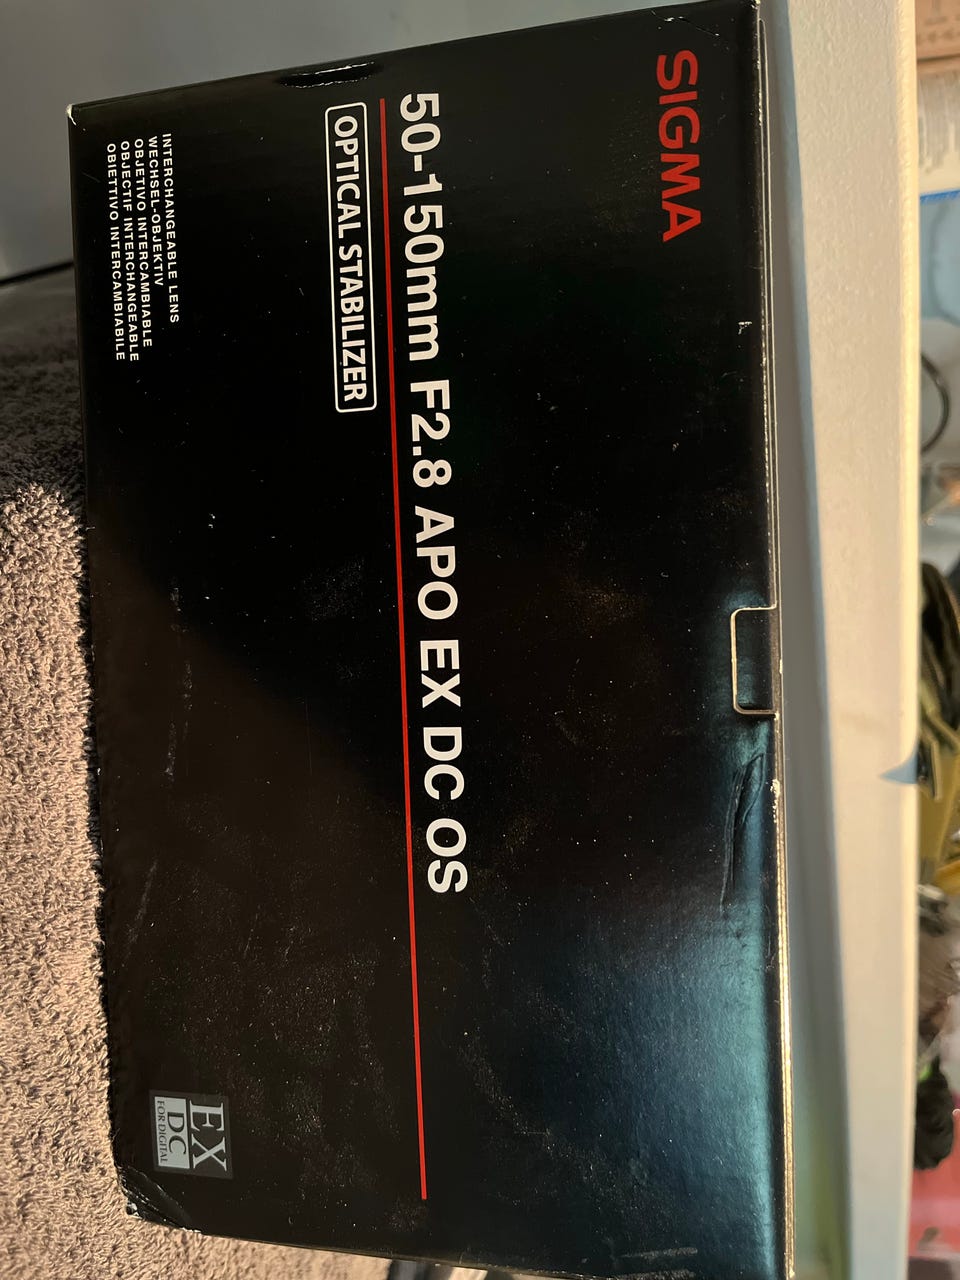 SIGMA
50-150mm F2.8 APO EX DC OS
OPTICAL STABILIZER
INTERCHANGEABLE LENS
WECHSEL-OBJEKTIV
OBJETIVO INTERCAMBIABLE
OBJECTIF INTERCHANGEABLE
OBIETTIVO INTERCAMBIABILE
EX
DC
FOR DIGITAL